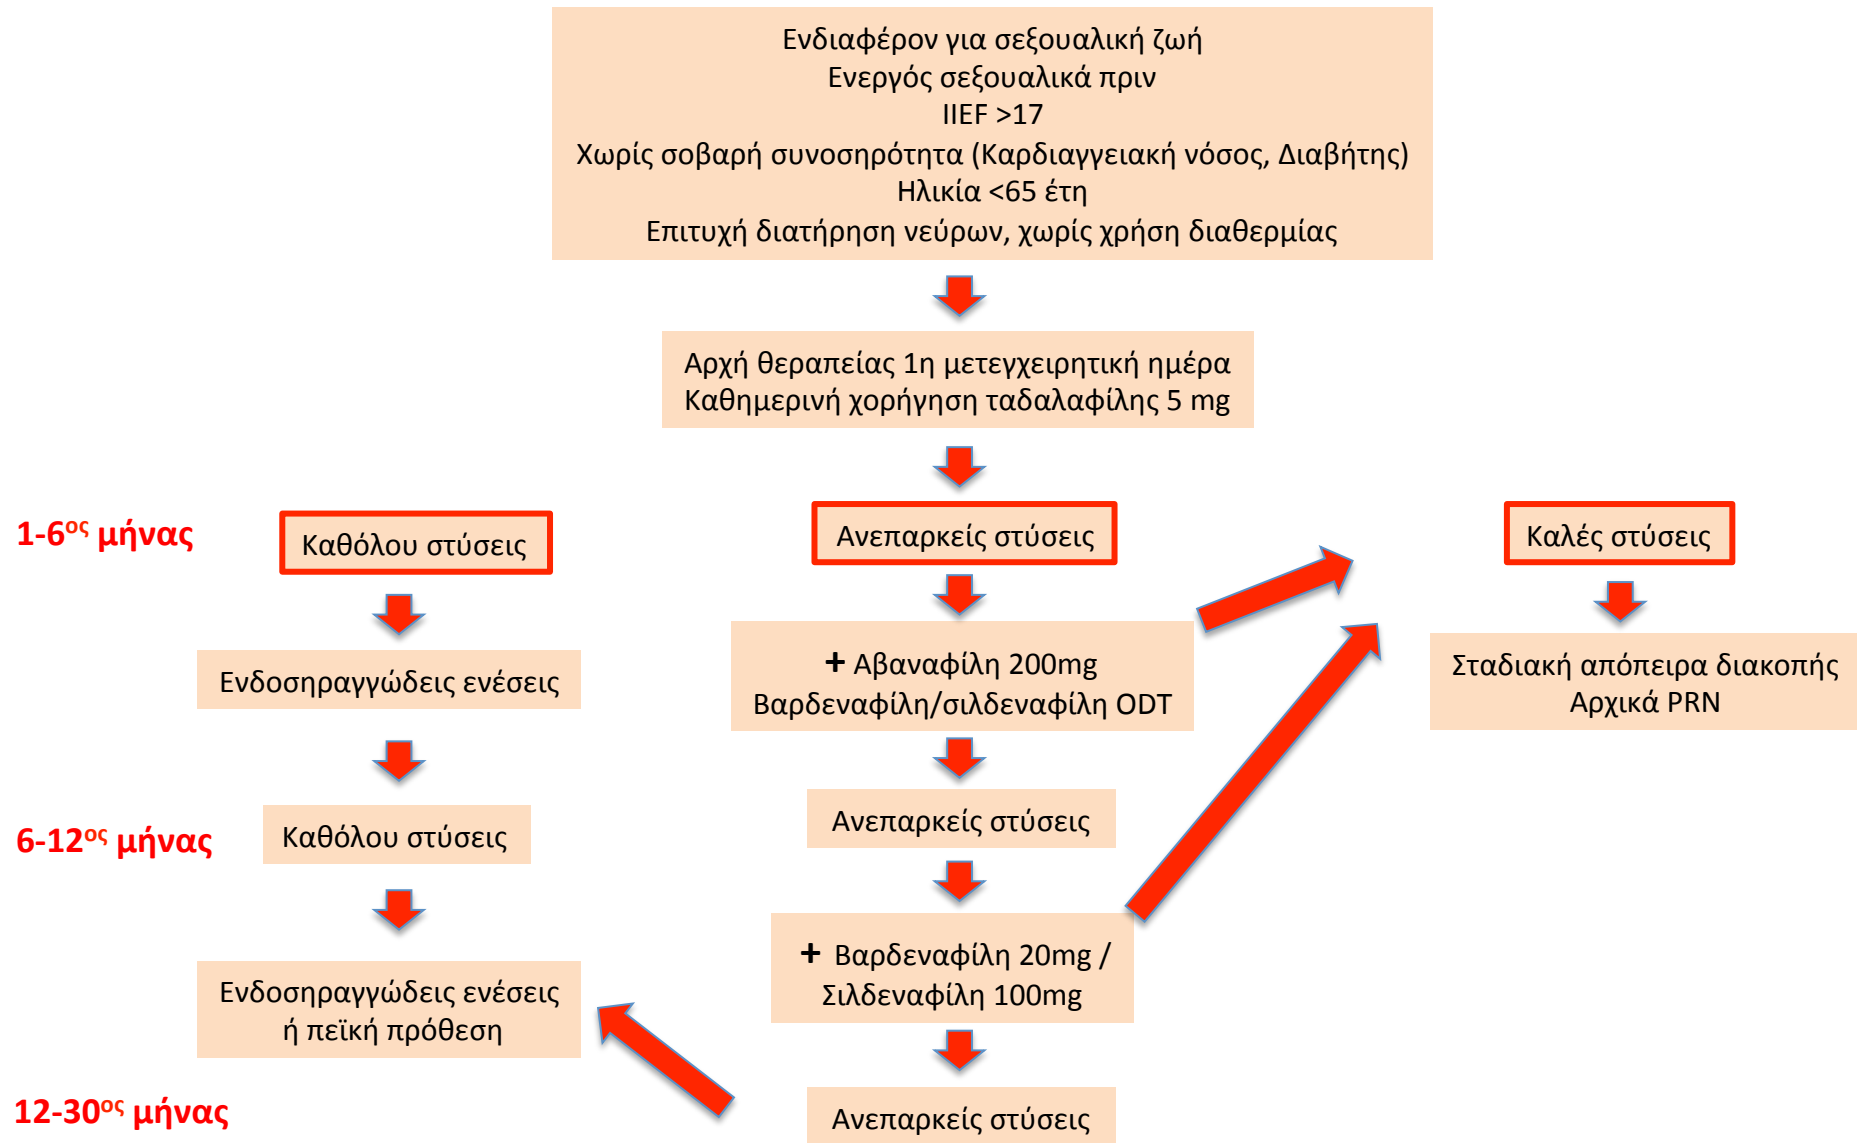 Ενδιαφέρον για σεξουαλική ζωή
Ενεργός σεξουαλικά πριν
IIEF >17
Χωρίς σοβαρή συνοσηρότητα (Καρδιαγγειακή νόσος, Διαβήτης)
Ηλικία <65 έτη
Επιτυχή διατήρηση νεύρων, χωρίς χρήση διαθερμίας
Αρχή θεραπείας 1η μετεγχειρητική ημέρα
Καθημερινή χορήγηση ταδαλαφίλης 5 mg
1-6ος μήνας
Καθόλου στύσεις
Ανεπαρκείς στύσεις
Καλές στύσεις
Ενδοσηραγγώδεις ενέσεις
+ Αβαναφίλη 200mg
Βαρδεναφίλη/σιλδεναφίλη ODT
Σταδιακή απόπειρα διακοπής
Αρχικά PRN
6-12ος μήνας
Καθόλου στύσεις
Ανεπαρκείς στύσεις
+ Βαρδεναφίλη 20mg /
Σιλδεναφίλη 100mg
Ενδοσηραγγώδεις ενέσεις
ή πεϊκή πρόθεση
12-30ος μήνας
Ανεπαρκείς στύσεις